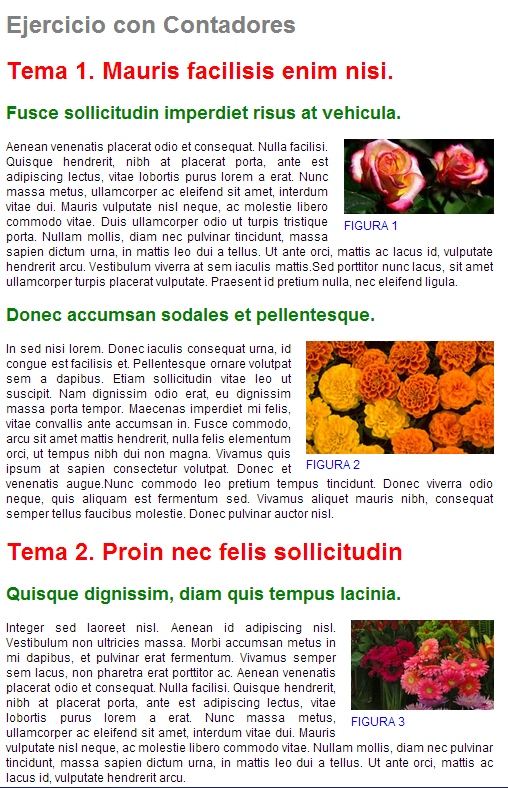 Ejercicio con Contadores
Tema 1. Mauris facilisis enim nisi.
Fusce sollicitudin imperdiet risus at vehicula.
Aenean venenatis placerat odio et consequat. Nulla facilisi.
Quisque hendrerit, nibh at placerat porta, ante est
adipiscing lectus, vitae lobortis purus lorem a erat. Nunc
massa metus, ullamcorper ac eleifend sit amet, interdum
vitae dui. Mauris vulputate nisl neque, ac molestie libero
commodo vitae. Duis ullamcorper odio ut turpis tristique
porta. Nullam mollis, diam nec pulvinar tincidunt, massa
FIGURA 1
sapien dictum urna, in mattis leo dui a tellus. Ut ante orci, mattis ac lacus id, vulputate
hendrerit arcu. Vestibulum viverra at sem iaculis mattis.Sed porttitor nunc lacus, sit amet
ullamcorper turpis placerat vulputate. Praesent id pretium nulla, nec eleifend ligula.
Donec accumsan sodales et pellentesque.
In sed nisi lorem. Donec iaculis consequat urna, id
congue est facilisis et. Pellentesque ornare volutpat
sem a dapibus. Etiam sollicitudin vitae leo ut
suscipit. Nam dignissim odio erat, eu dignissim
massa porta tempor. Maecenas imperdiet mi felis,
vitae convallis ante accumsan in. Fusce commodo,
arcu sit amet mattis hendrerit, nulla felis elementum
orci, ut tempus nibh dui non magna. Vivamus quis
ipsum at sapien consectetur volutpat. Donec et
FIGURA 2
venenatis augue.Nunc commodo leo pretium tempus tincidunt. Donec viverra odio
neque, quis aliquam est fermentum sed. Vivamus aliquet mauris nibh, consequat
semper tellus faucibus molestie. Donec pulvinar auctor nisl.
Tema 2. Proin nec felis sollicitudin
Quisque dignissim, diam quis tempus lacinia.
Integer sed laoreet nisl. Aenean id adipiscing nisl.
Vestibulum non ultricies massa. Morbi accumsan metus in
mi dapibus, et pulvinar erat fermentum. Vivamus semper
sem lacus, non pharetra erat porttitor ac. Aenean venenatis
placerat odio et consequat. Nulla facilisi. Quisque hendrerit,
nibh at placerat porta, ante est adipiscing lectus, vitae
lobortis purus lorem a erat. Nunc massa metus,
ullamcorper ac eleifend sit amet, interdum vitae dui. Mauris
FIGURA 3
vulputate nisl neque, ac molestie libero commodo vitae. Nullam mollis, diam nec pulvinar
tincidunt, massa sapien dictum urna, in mattis leo dui a tellus. Ut ante orci, mattis ac
lacus id, vulputate hendrerit arcu.